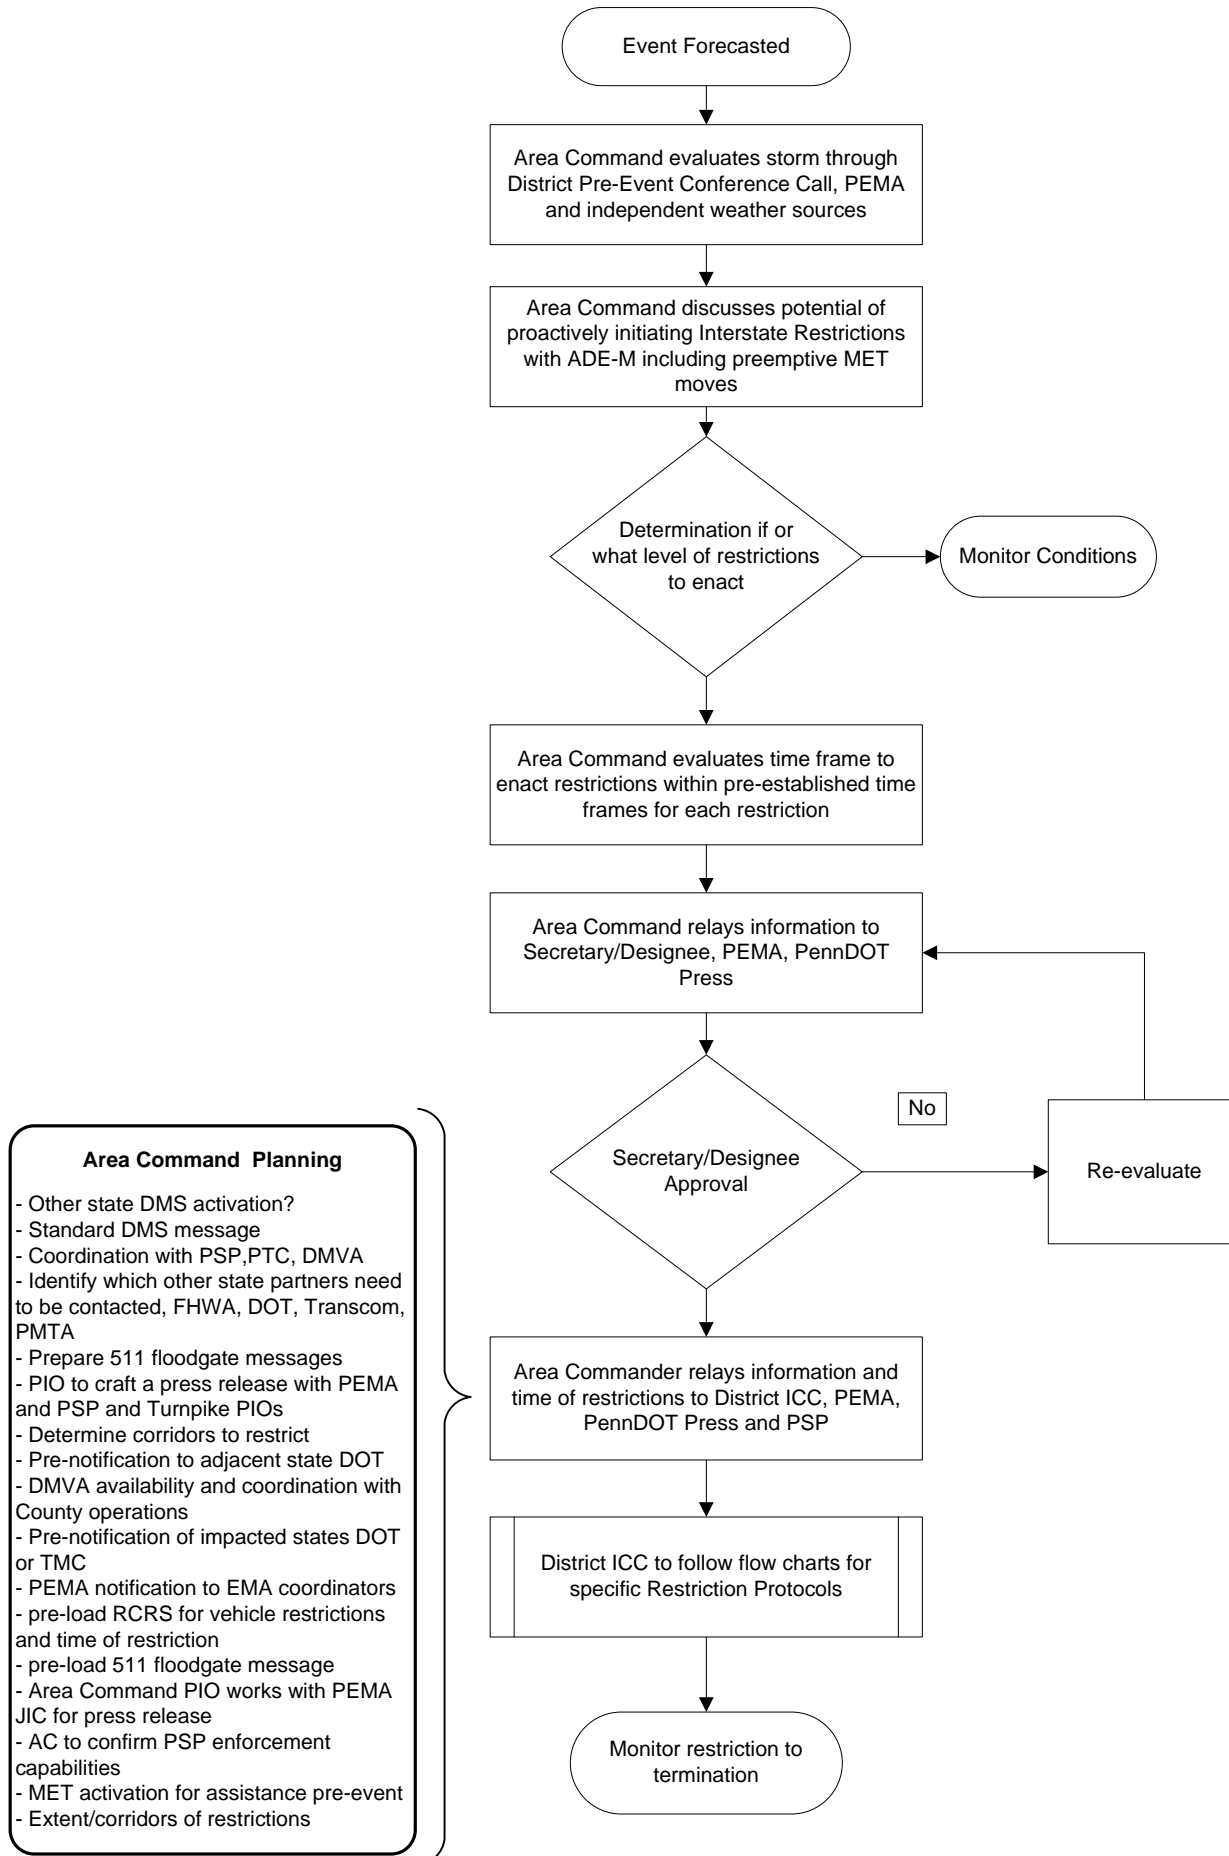 Event Forecasted
Area Command evaluates storm through
District Pre-Event Conference Call, PEMA
and independent weather sources
Area Command discusses potential of
proactively initiating Interstate Restrictions
with ADE-M including preemptive MET
moves
Determination if or
what level of restrictions
to enact
Monitor Conditions
Area Command evaluates time frame to
enact restrictions within pre-established time
frames for each restriction
Area Command relays information to
Secretary/Designee, PEMA, PennDOT
Press
No
Secretary/Designee
Approval
Re-evaluate
Area Command  Planning
- Other state DMS activation?
- Standard DMS message
- Coordination with PSP,PTC, DMVA
- Identify which other state partners need
to be contacted, FHWA, DOT, Transcom,
PMTA
- Prepare 511 floodgate messages
- PIO to craft a press release with PEMA
and PSP and Turnpike PIOs
- Determine corridors to restrict
- Pre-notification to adjacent state DOT
- DMVA availability and coordination with
County operations
- Pre-notification of impacted states DOT
or TMC
- PEMA notification to EMA coordinators
- pre-load RCRS for vehicle restrictions
and time of restriction
- pre-load 511 floodgate message
- Area Command PIO works with PEMA
JIC for press release
- AC to confirm PSP enforcement
capabilities
- MET activation for assistance pre-event
- Extent/corridors of restrictions
Area Commander relays information and
time of restrictions to District ICC, PEMA,
PennDOT Press and PSP
District ICC to follow flow charts for
specific Restriction Protocols
Monitor restriction to
termination